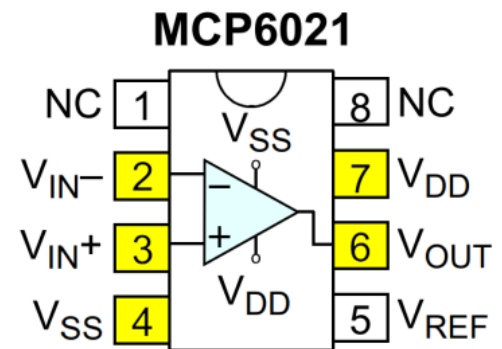 MCP6021
NC 1
8 NC
VSS
VIN– 2
7 VDD
–
VIN+ 3
+
6 VOUT
VDD
VSS 4
5 VREF